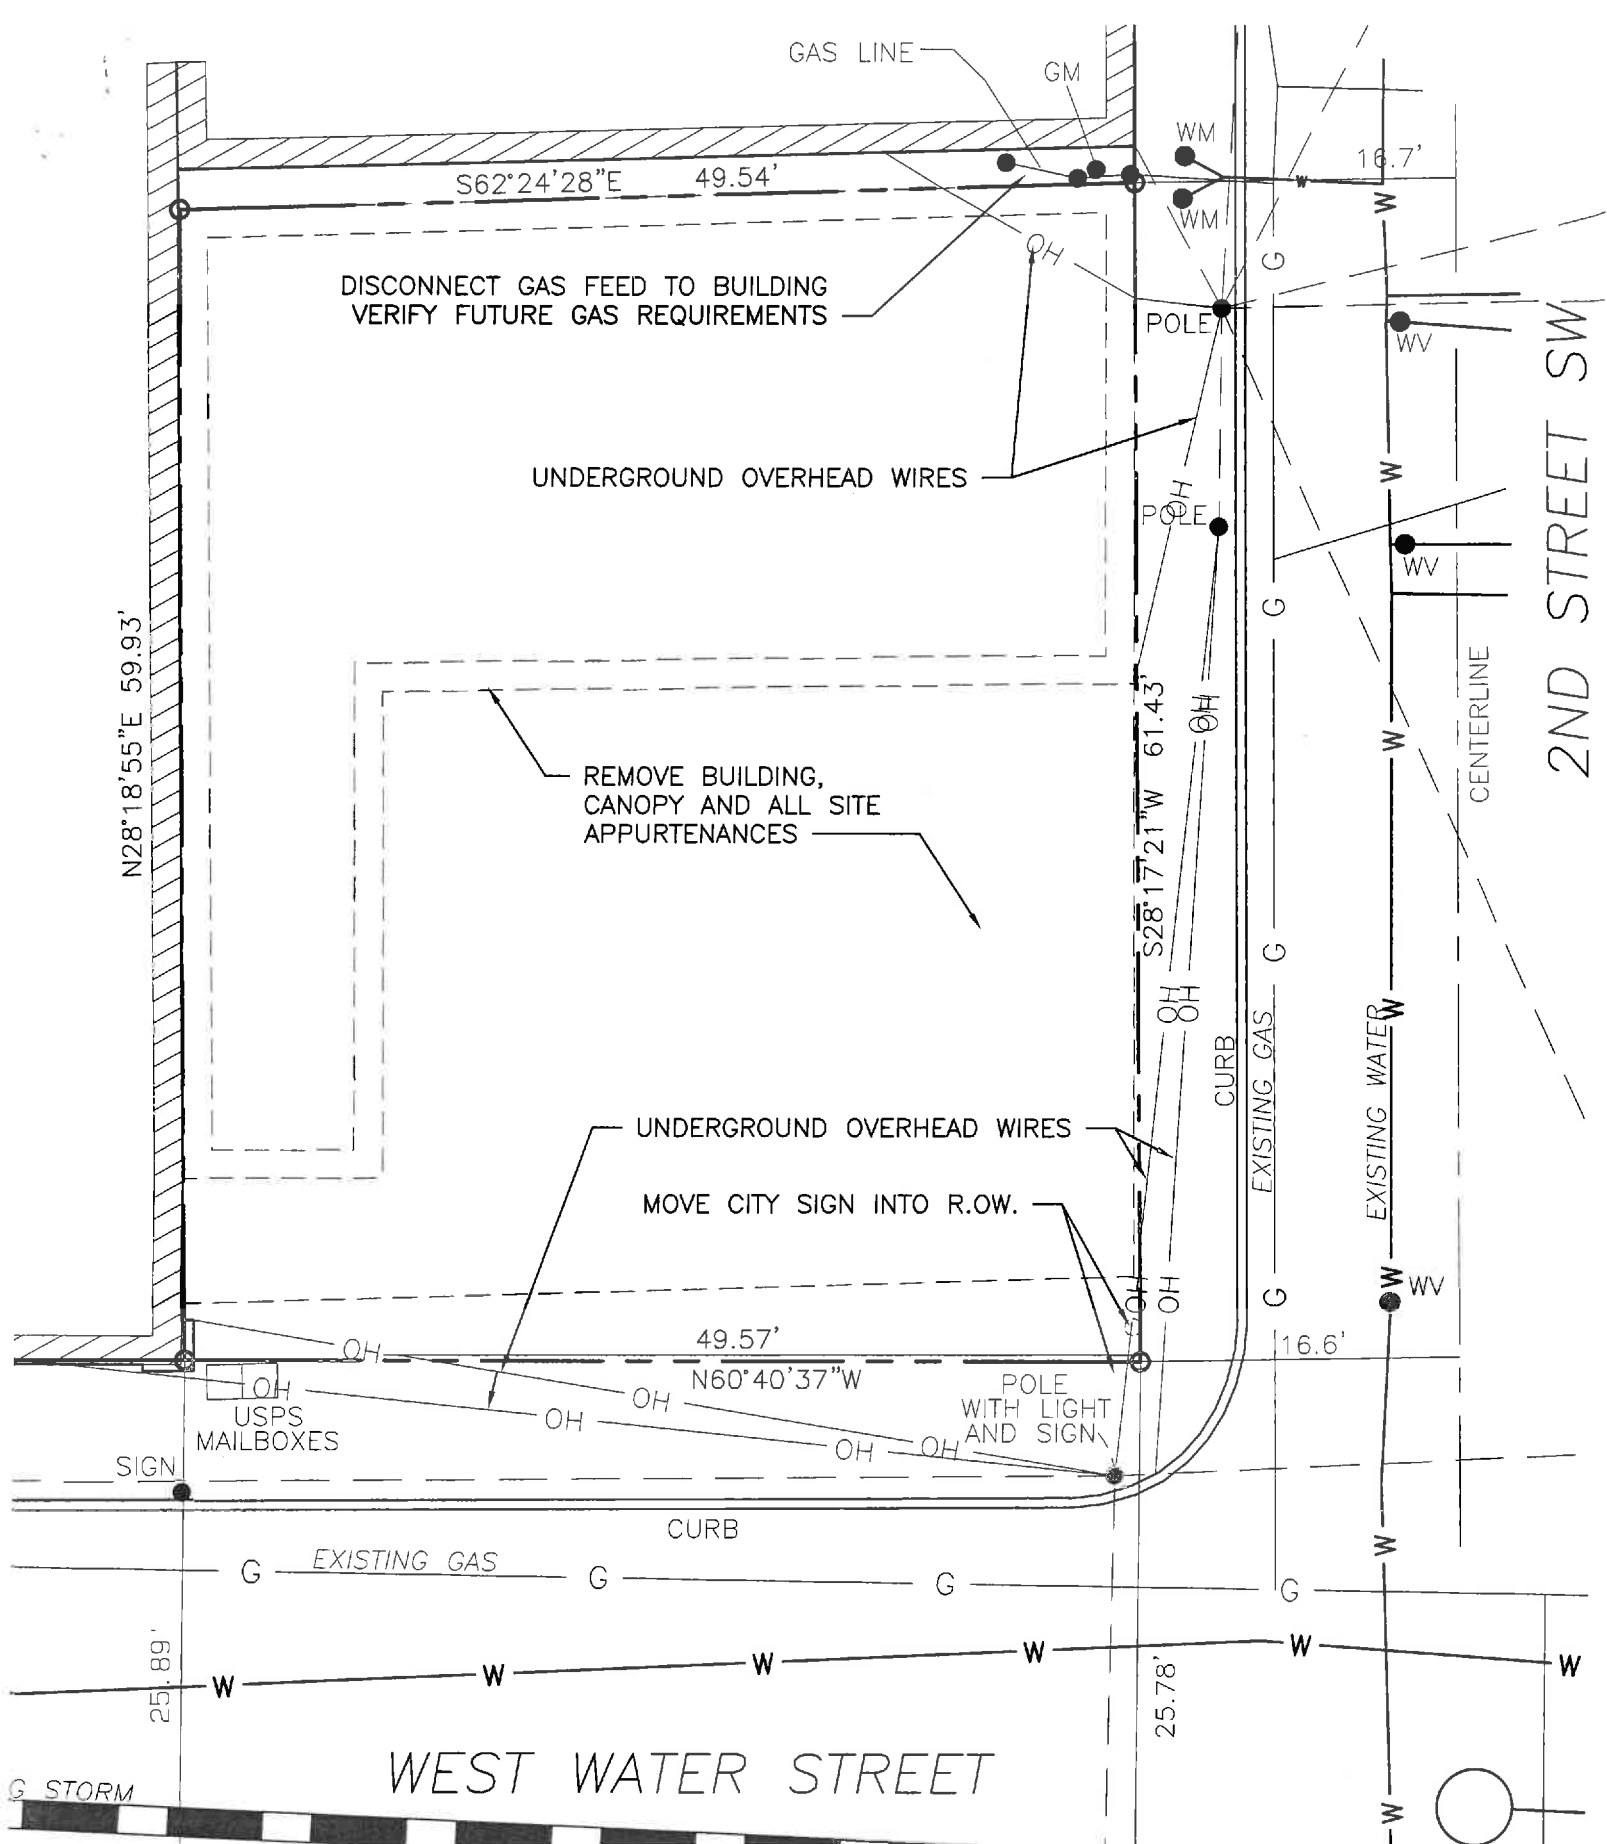 GAS LINE
GM
WM
16.7'
S62°24'28"E 49.54'
W
W
WM
OH
G
DISCONNECT GAS FEED TO BUILDING
VERIFY FUTURE GAS REQUIREMENTS
POLE
WV
2ND STREET SW
UNDERGROUND OVERHEAD WIRES
W
OH
POLE
WV
G
N28°18'55"E 59.93'
S28°17'21"W 61.43'
CENTERLINE
OH
OH
W
REMOVE BUILDING,
CANOPY AND ALL SITE
APPURTENANCES
G
OH
OH
W
CURB
EXISTING GAS
EXISTING WATER
UNDERGROUND OVERHEAD WIRES
MOVE CITY SIGN INTO R.OW.
OH
OH
G
W
WV
OH
49.57'
16.6'
N60°40'37"W
OH
OH
OH
OH
OH
USPS
MAILBOXES
POLE
WITH LIGHT
AND SIGN
SIGN
CURB
W
G
EXISTING GAS
G
G
G
25.89'
W
W
W
W
W
W
25.78'
WEST WATER STREET
G STORM
W